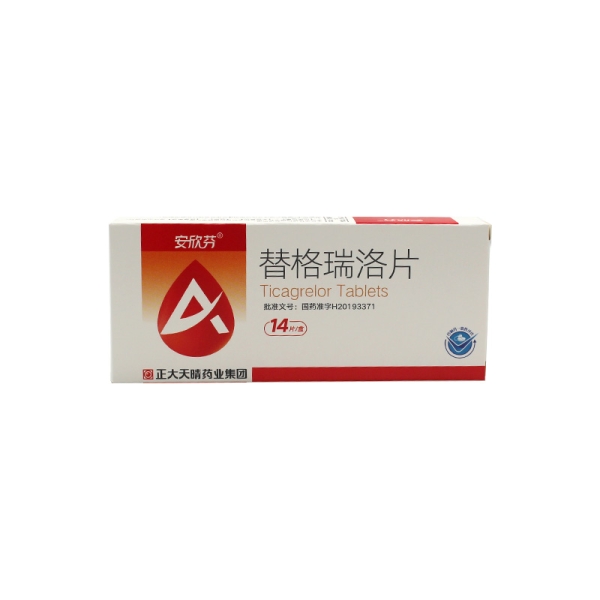 安欣芬®
替格瑞洛片
Ticagrelor Tablets
批准文号：国药准字H20193371
14片/盒
正大天晴药业集团